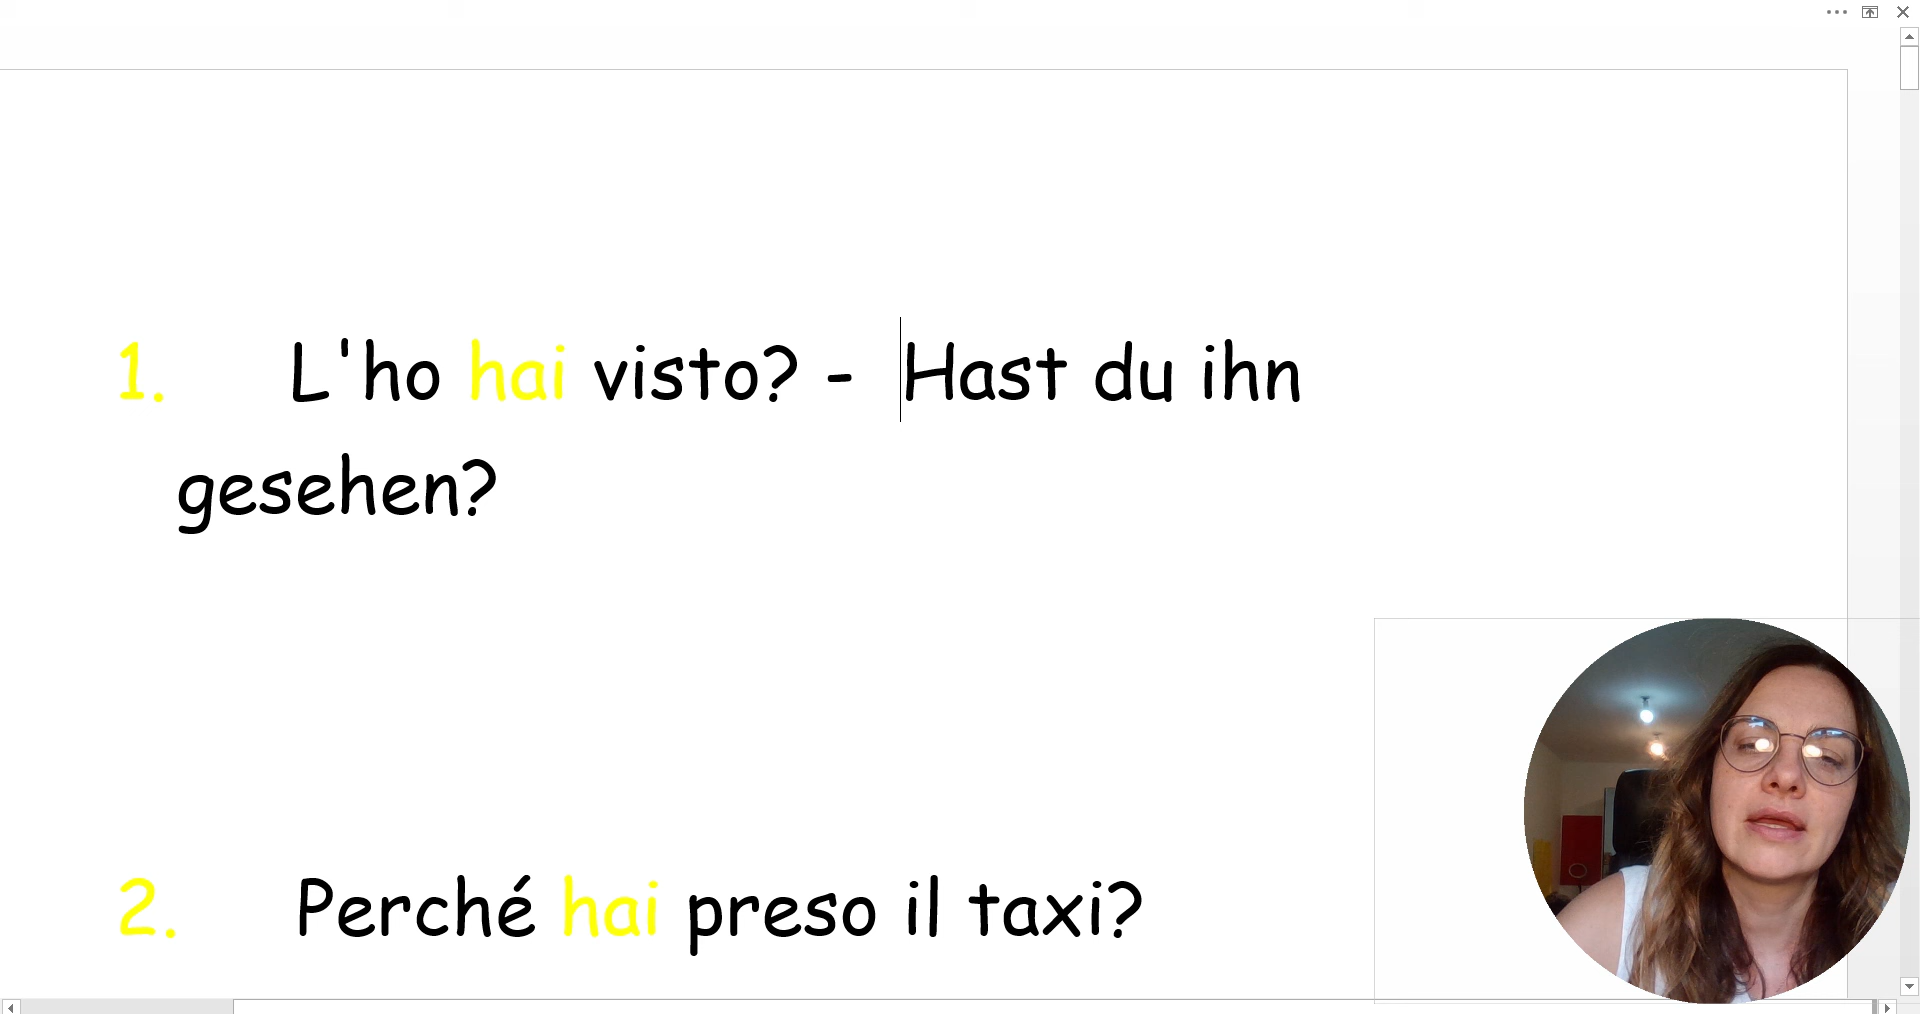 1. L'ho hai visto? - Hast du ihn
gesehen?
2. Perché hai preso il taxi?